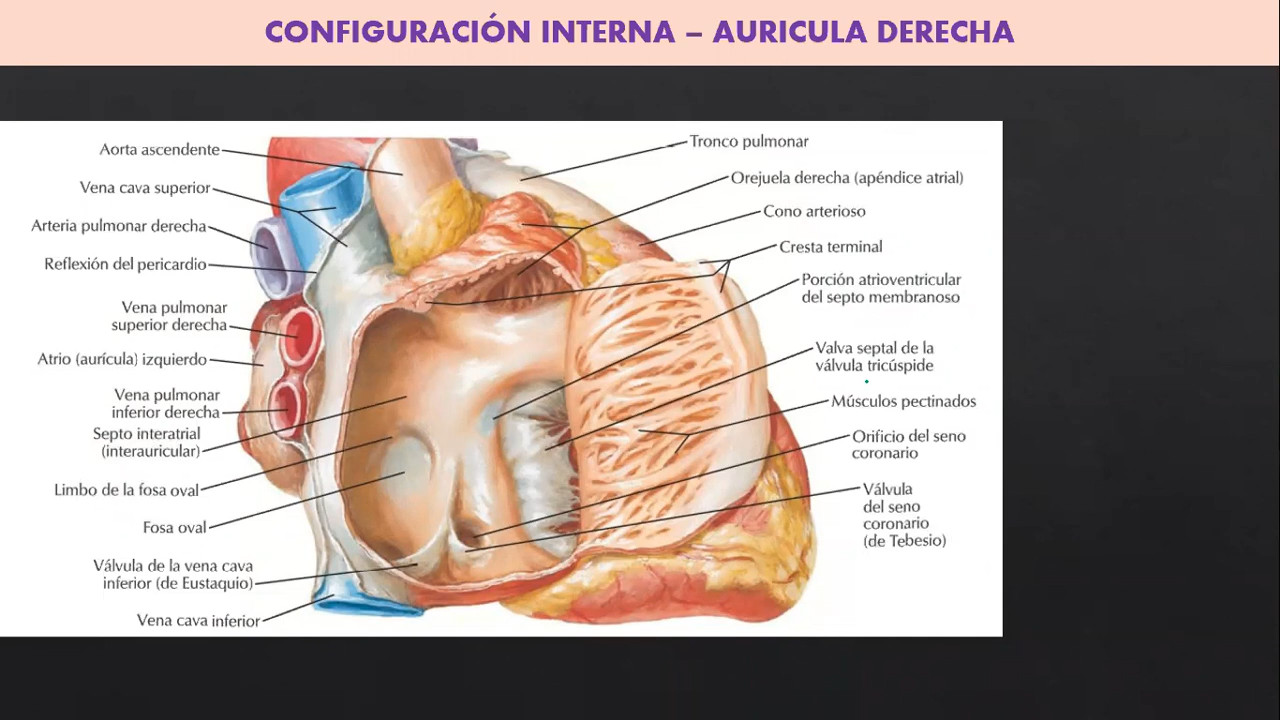 CONFIGURACIÓN INTERNA – AURICULA DERECHA
Aorta ascendente
Vena cava superior
Arteria pulmonar derecha
Reflexión del pericardio
Vena pulmonar
superior derecha
Atrio (aurícula) izquierdo
Vena pulmonar
inferior derecha
Septo interatrial
(interauricular)
Limbo de la fosa oval
Fosa oval
Válvula de la vena cava
inferior (de Eustaquio)
Vena cava inferior
Tronco pulmonar
Orejuela derecha (apéndice atrial)
Cono arterioso
Cresta terminal
Porción atrioventricular
del septo membranoso
Valva septal de la
válvula tricúspide
Músculos pectinados
Orificio del seno
coronario
Válvula
del seno
coronario
(de Tebesio)